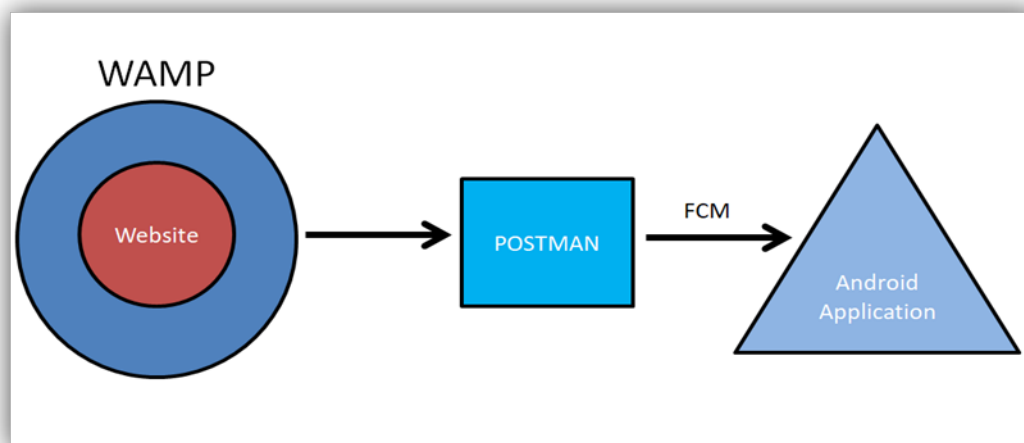 WAMP
Website
POSTMAN
FCM
Android
Application